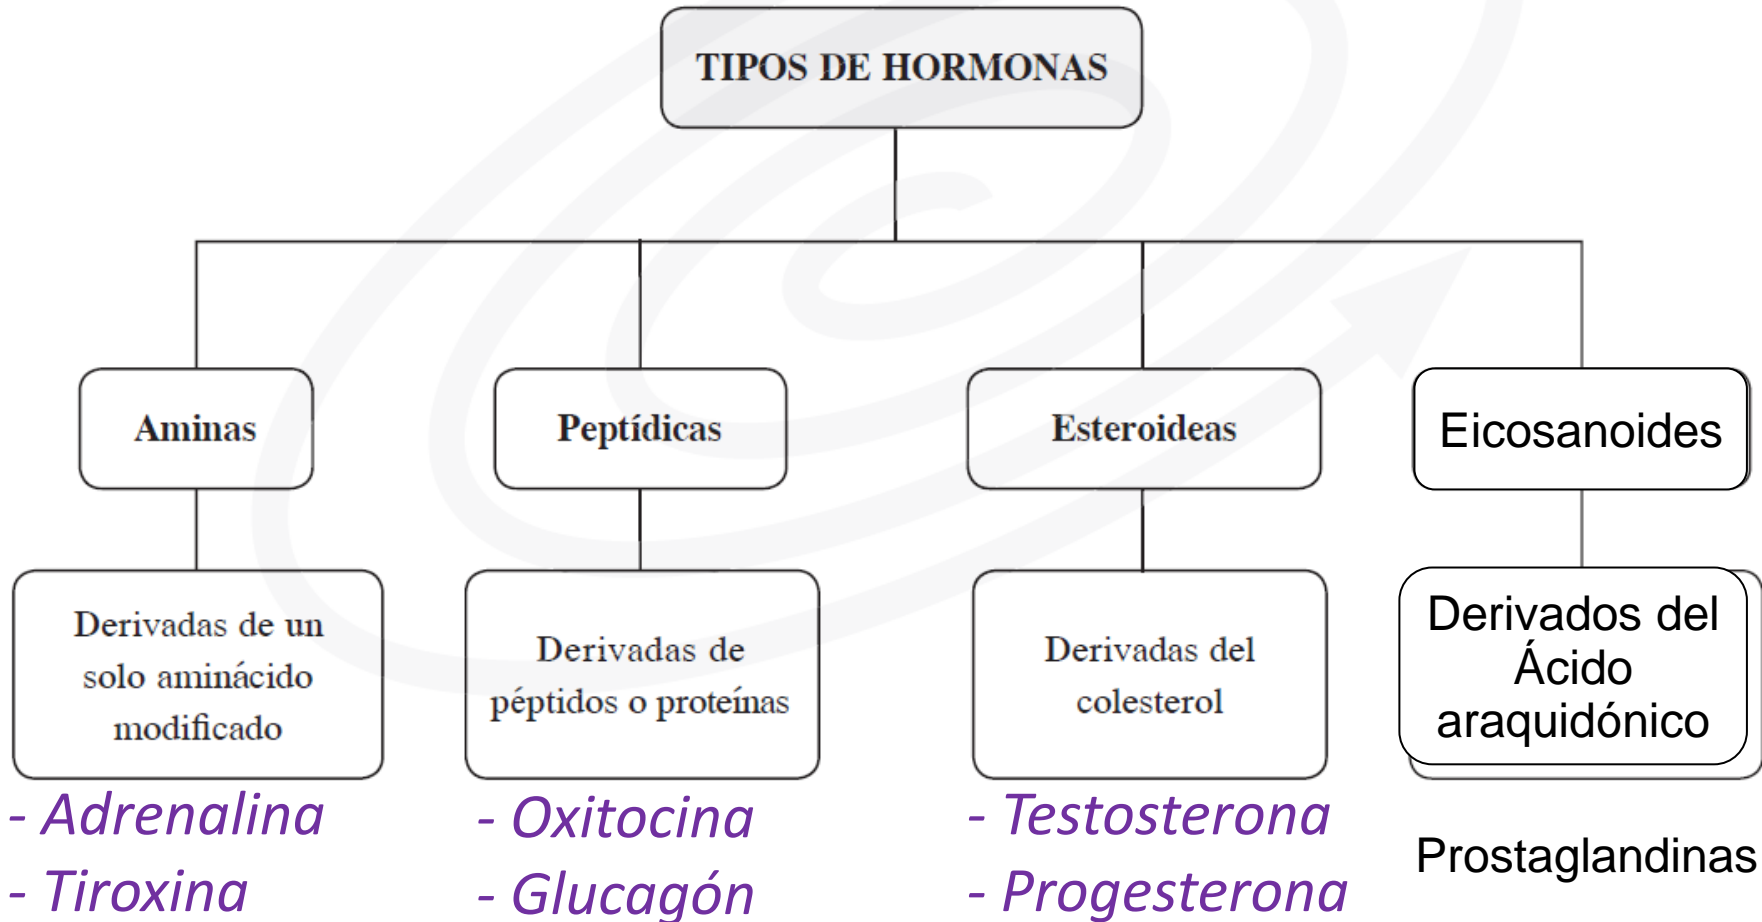 TIPOS DE HORMONAS
Aminas
Peptídicas
Esteroideas
Eicosanoides
Derivadas de un
solo aminácido
modificado
Derivadas de
péptidos o proteínas
Derivadas del
colesterol
Derivados del
Ácido
araquidónico
- Adrenalina
- Tiroxina
- Oxitocina
- Glucagón
- Testosterona
- Progesterona
Prostaglandinas